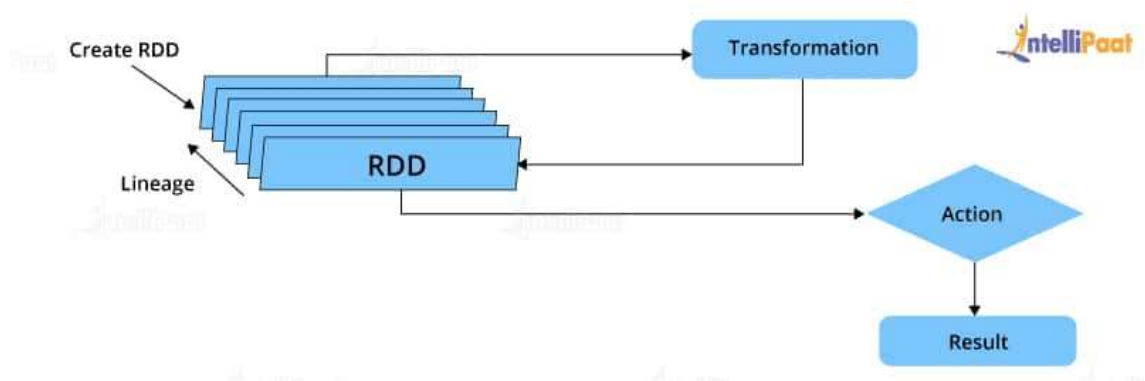 Create RDD
Transformation
IntelliPaat
RDD
Lineage
Action
Result